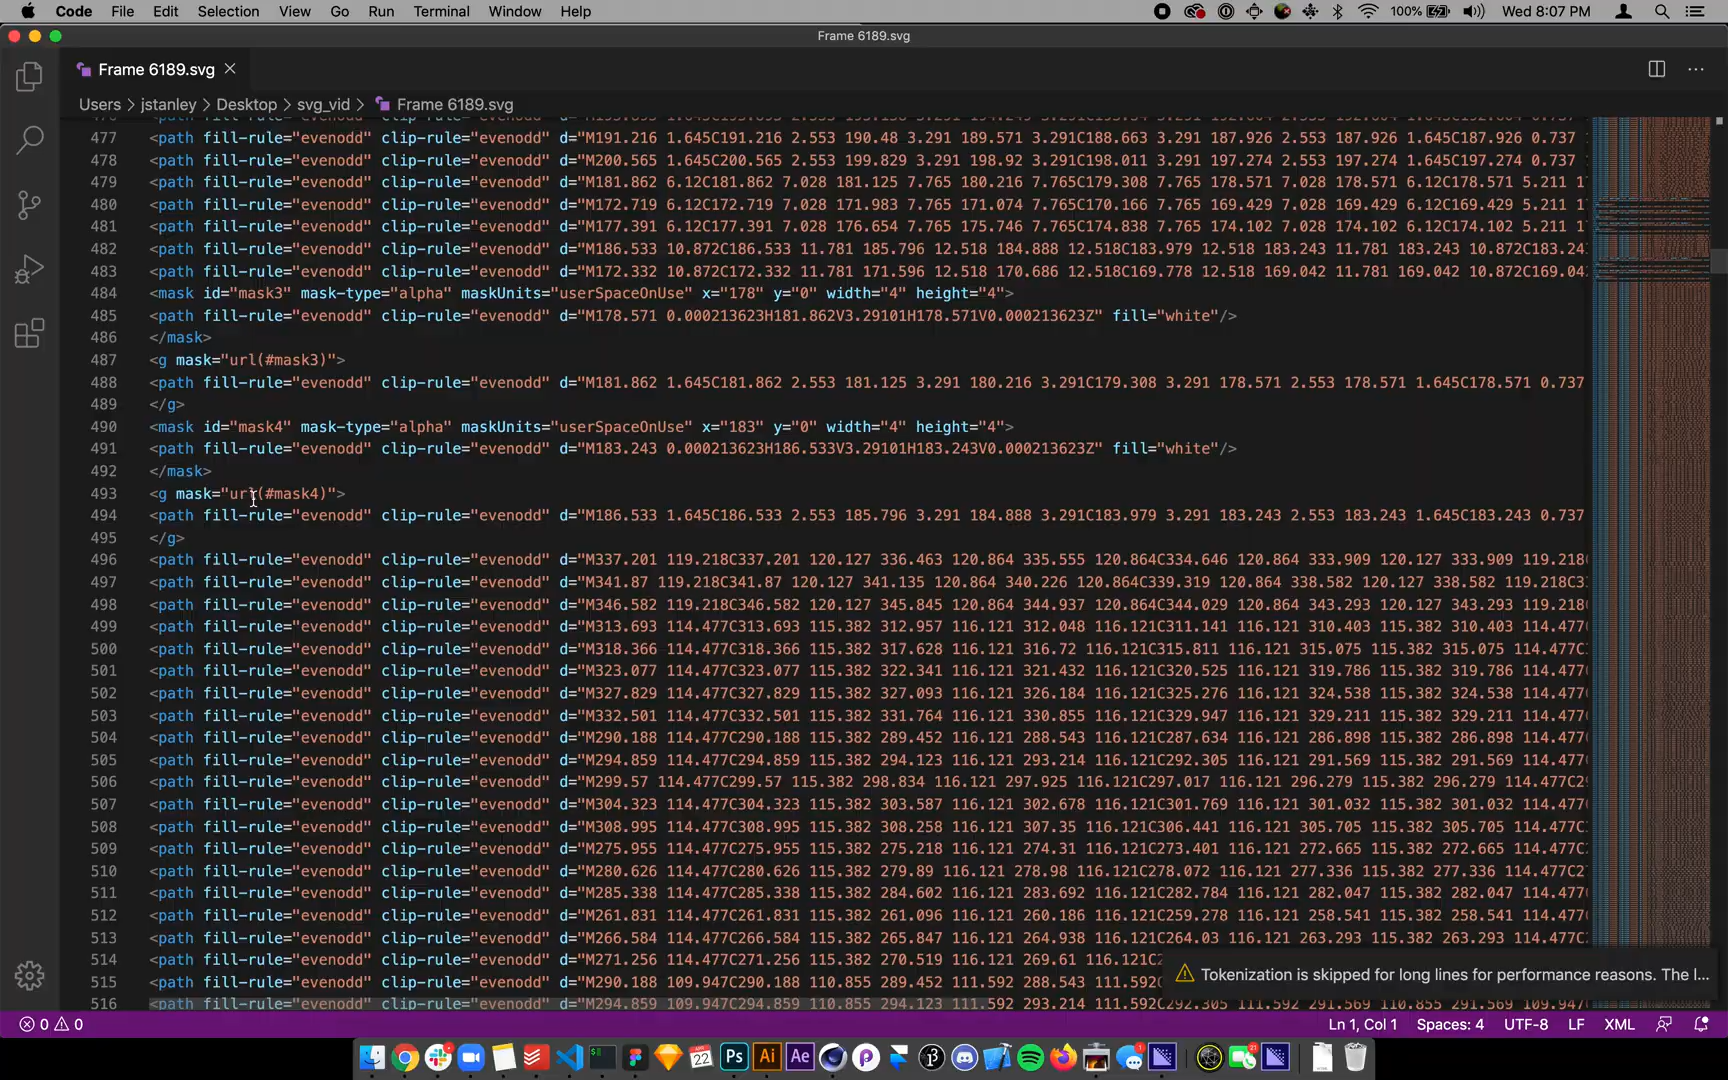 Code File Edit Selection View Go Run Terminal Window Help 100% Wed 8:07 PM
Frame 6189.svg
Frame 6189.svg
Users > jstanley > Desktop > svg_vid > Frame 6189.svg
477 <path fill-rule="evenodd" clip-rule="evenodd" d="M191.216 1.645C191.216 2.553 190.48 3.291 189.571 3.291C188.663 3.291 187.926 2.553 187.926 1.645C187.926 0.737
478 <path fill-rule="evenodd" clip-rule="evenodd" d="M200.565 1.645C200.565 2.553 199.829 3.291 198.92 3.291C198.011 3.291 197.274 2.553 197.274 1.645C197.274 0.737
479 <path fill-rule="evenodd" clip-rule="evenodd" d="M181.862 6.12C181.862 7.028 181.125 7.765 180.216 7.765C179.308 7.765 178.571 7.028 178.571 6.12C178.571 5.211
480 <path fill-rule="evenodd" clip-rule="evenodd" d="M172.719 6.12C172.719 7.028 171.983 7.765 171.074 7.765C170.166 7.765 169.429 7.028 169.429 6.12C169.429 5.211
481 <path fill-rule="evenodd" clip-rule="evenodd" d="M177.391 6.12C177.391 7.028 176.654 7.765 175.746 7.765C174.838 7.765 174.102 7.028 174.102 6.12C174.102 5.211
482 <path fill-rule="evenodd" clip-rule="evenodd" d="M186.533 10.872C186.533 11.781 185.796 12.518 184.888 12.518C183.979 12.518 183.243 11.781 183.243 10.872C183.243
483 <path fill-rule="evenodd" clip-rule="evenodd" d="M172.332 10.872C172.332 11.781 171.596 12.518 170.686 12.518C169.778 12.518 169.042 11.781 169.042 10.872C169.042
484 <mask id="mask3" mask-type="alpha" maskUnits="userSpaceOnUse" x="178" y="0" width="4" height="4">
485 <path fill-rule="evenodd" clip-rule="evenodd" d="M178.571 0.000213623H181.862V3.29101H178.571V0.000213623Z" fill="white"/>
486 </mask>
487 <g mask="url(#mask3)">
488 <path fill-rule="evenodd" clip-rule="evenodd" d="M181.862 1.645C181.862 2.553 181.125 3.291 180.216 3.291C179.308 3.291 178.571 2.553 178.571 1.645C178.571 0.737
489 </g>
490 <mask id="mask4" mask-type="alpha" maskUnits="userSpaceOnUse" x="183" y="0" width="4" height="4">
491 <path fill-rule="evenodd" clip-rule="evenodd" d="M183.243 0.000213623H186.533V3.29101H183.243V0.000213623Z" fill="white"/>
492 </mask>
493 <g mask="url(#mask4)">
494 <path fill-rule="evenodd" clip-rule="evenodd" d="M186.533 1.645C186.533 2.553 185.796 3.291 184.888 3.291C183.979 3.291 183.243 2.553 183.243 1.645C183.243 0.737
495 </g>
496 <path fill-rule="evenodd" clip-rule="evenodd" d="M337.201 119.218C337.201 120.127 336.463 120.864 335.555 120.864C334.646 120.864 333.909 120.127 333.909 119.218
497 <path fill-rule="evenodd" clip-rule="evenodd" d="M341.87 119.218C341.87 120.127 341.135 120.864 340.226 120.864C339.319 120.864 338.582 120.127 338.582 119.218C3
498 <path fill-rule="evenodd" clip-rule="evenodd" d="M346.582 119.218C346.582 120.127 345.845 120.864 344.937 120.864C344.029 120.864 343.293 120.127 343.293 119.218
499 <path fill-rule="evenodd" clip-rule="evenodd" d="M313.693 114.477C313.693 115.382 312.957 116.121 312.048 116.121C311.141 116.121 310.403 115.382 310.403 114.477
500 <path fill-rule="evenodd" clip-rule="evenodd" d="M318.366 114.477C318.366 115.382 317.628 116.121 316.72 116.121C315.811 116.121 315.075 115.382 315.075 114.477C
501 <path fill-rule="evenodd" clip-rule="evenodd" d="M323.077 114.477C323.077 115.382 322.341 116.121 321.432 116.121C320.525 116.121 319.786 115.382 319.786 114.477
502 <path fill-rule="evenodd" clip-rule="evenodd" d="M327.829 114.477C327.829 115.382 327.093 116.121 326.184 116.121C325.276 116.121 324.538 115.382 324.538 114.477
503 <path fill-rule="evenodd" clip-rule="evenodd" d="M332.501 114.477C332.501 115.382 331.764 116.121 330.855 116.121C329.947 116.121 329.211 115.382 329.211 114.477
504 <path fill-rule="evenodd" clip-rule="evenodd" d="M290.188 114.477C290.188 115.382 289.452 116.121 288.543 116.121C287.634 116.121 286.898 115.382 286.898 114.477
505 <path fill-rule="evenodd" clip-rule="evenodd" d="M294.859 114.477C294.859 115.382 294.123 116.121 293.214 116.121C292.305 116.121 291.569 115.382 291.569 114.477
506 <path fill-rule="evenodd" clip-rule="evenodd" d="M299.57 114.477C299.57 115.382 298.834 116.121 297.925 116.121C297.017 116.121 296.279 115.382 296.279 114.477C29
507 <path fill-rule="evenodd" clip-rule="evenodd" d="M304.323 114.477C304.323 115.382 303.587 116.121 302.678 116.121C301.769 116.121 301.032 115.382 301.032 114.477
508 <path fill-rule="evenodd" clip-rule="evenodd" d="M308.995 114.477C308.995 115.382 308.258 116.121 307.35 116.121C306.441 116.121 305.705 115.382 305.705 114.477C
509 <path fill-rule="evenodd" clip-rule="evenodd" d="M275.955 114.477C275.955 115.382 275.218 116.121 274.31 116.121C273.401 116.121 272.665 115.382 272.665 114.477C
510 <path fill-rule="evenodd" clip-rule="evenodd" d="M280.626 114.477C280.626 115.382 279.89 116.121 278.98 116.121C278.072 116.121 277.336 115.382 277.336 114.477C27
511 <path fill-rule="evenodd" clip-rule="evenodd" d="M285.338 114.477C285.338 115.382 284.602 116.121 283.692 116.121C282.784 116.121 282.047 115.382 282.047 114.477
512 <path fill-rule="evenodd" clip-rule="evenodd" d="M261.831 114.477C261.831 115.382 261.096 116.121 260.186 116.121C259.278 116.121 258.541 115.382 258.541 114.477
513 <path fill-rule="evenodd" clip-rule="evenodd" d="M266.584 114.477C266.584 115.382 265.847 116.121 264.938 116.121C264.03 116.121 263.293 115.382 263.293 114.477C
514 <path fill-rule="evenodd" clip-rule="evenodd" d="M271.256 114.477C271.256 115.382 270.519 116.121 269.61 116.121C2
515 <path fill-rule="evenodd" clip-rule="evenodd" d="M290.188 109.947C290.188 110.855 289.452 111.592 288.543 111.592C
516 <path fill-rule="evenodd" clip-rule="evenodd" d="M294.859 109.947C294.859 110.855 294.123 111.592 293.214 111.592C292.305 111.592 291.569 110.855 291.569 109.947
Tokenization is skipped for long lines for performance reasons. The l...
0 0 Ln 1, Col 1 Spaces: 4 UTF-8 LF XML
22 Ps Ai Ae